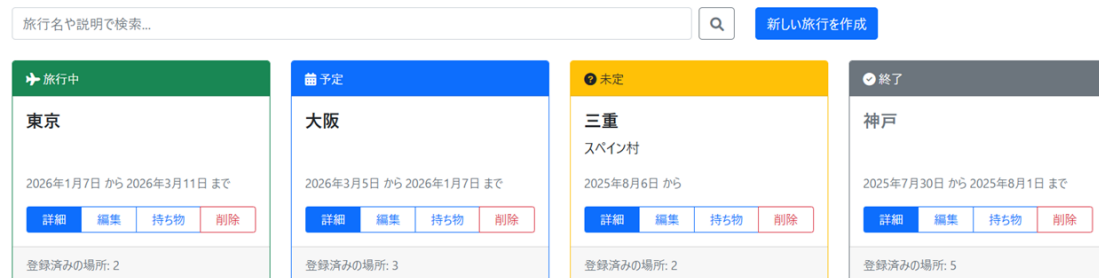 旅行名や説明で検索...
新しい旅行を作成
旅行中
東京
2026年1月7日 から 2026年3月11日 まで
詳細 編集 持ち物 削除
登録済みの場所: 2
予定
大阪
2026年3月5日 から 2026年1月7日 まで
詳細 編集 持ち物 削除
登録済みの場所: 3
未定
三重
スペイン村
2025年8月6日 から
詳細 編集 持ち物 削除
登録済みの場所: 2
終了
神戸
2025年7月30日 から 2025年8月1日 まで
詳細 編集 持ち物 削除
登録済みの場所: 5